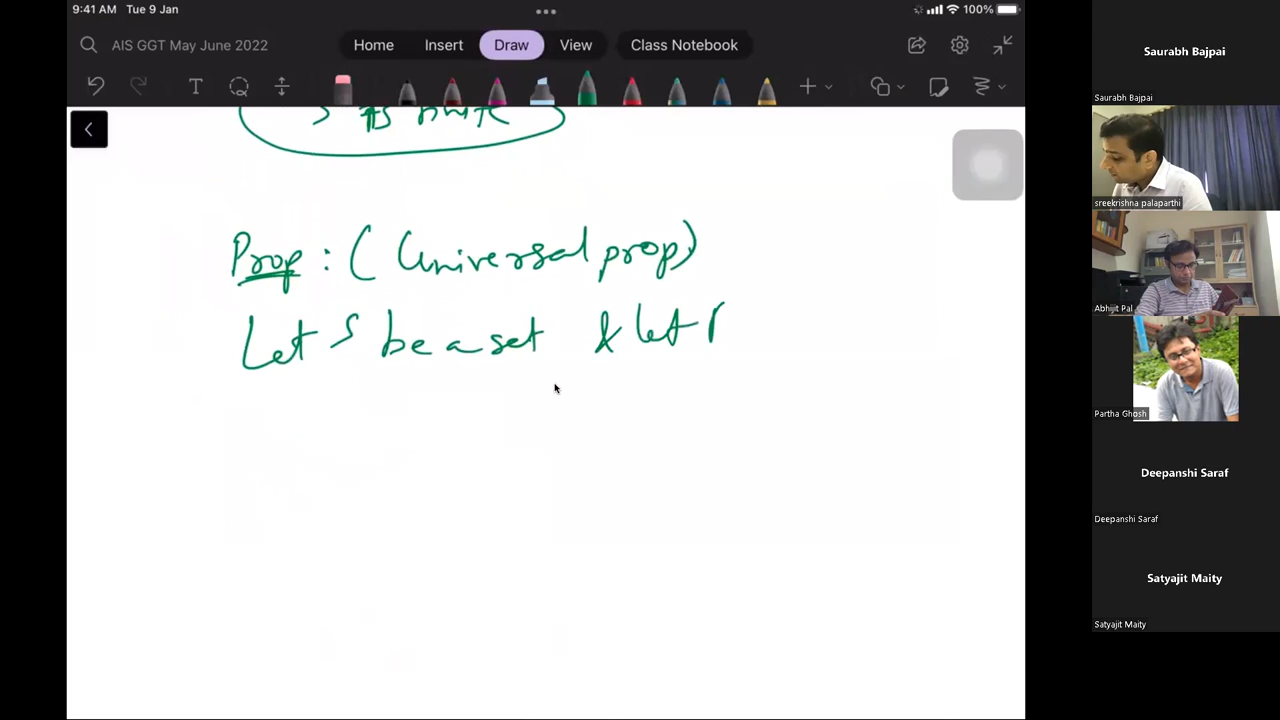 9:41 AM Tue 9 Jan
100%
AIS GGT May June 2022
Home Insert Draw View Class Notebook
Prop : ( Universal prop)
Let S be a set & let
Saurabh Bajpai
Saurabh Bajpai
sreekrishna palaparthi
Abhijit Pal
Partha Ghosh
Deepanshi Saraf
Deepanshi Saraf
Satyajit Maity
Satyajit Maity